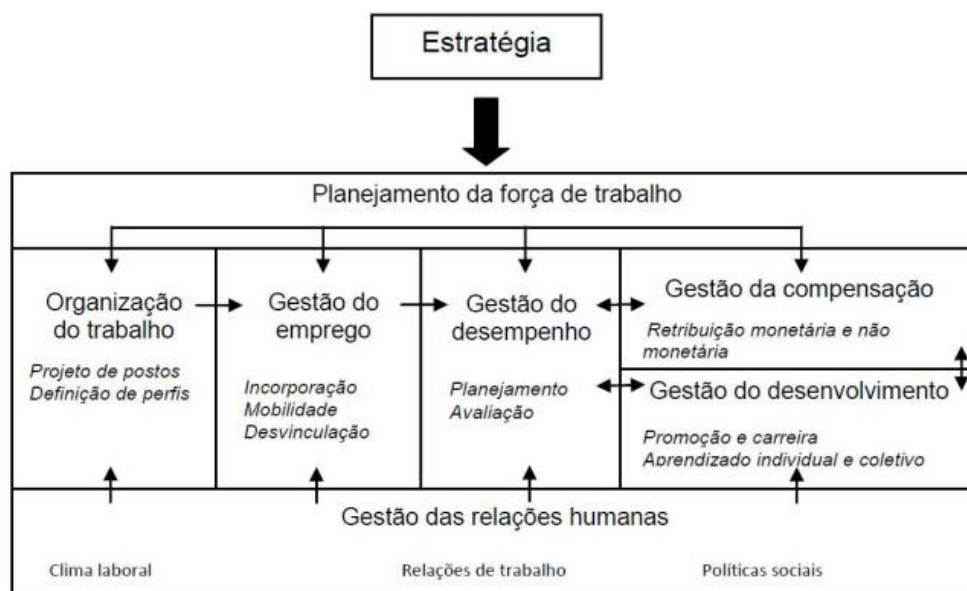 Estratégia
Planejamento da força de trabalho
Organização
do trabalho
Projeto de postos
Definição de perfis
Gestão do
emprego
Incorporação
Mobilidade
Desvinculação
Gestão do
desempenho
Planejamento
Avaliação
Gestão da compensação
Retribuição monetária e não
monetária
Gestão do desenvolvimento
Promoção e carreira
Aprendizado individual e coletivo
Gestão das relações humanas
Clima laboral
Relações de trabalho
Políticas sociais